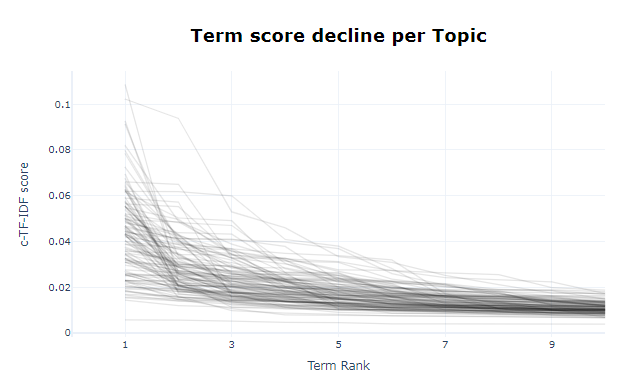 Term score decline per Topic
c-TF-IDF score
0.1
0.08
0.06
0.04
0.02
0
1 3 5 7 9
Term Rank